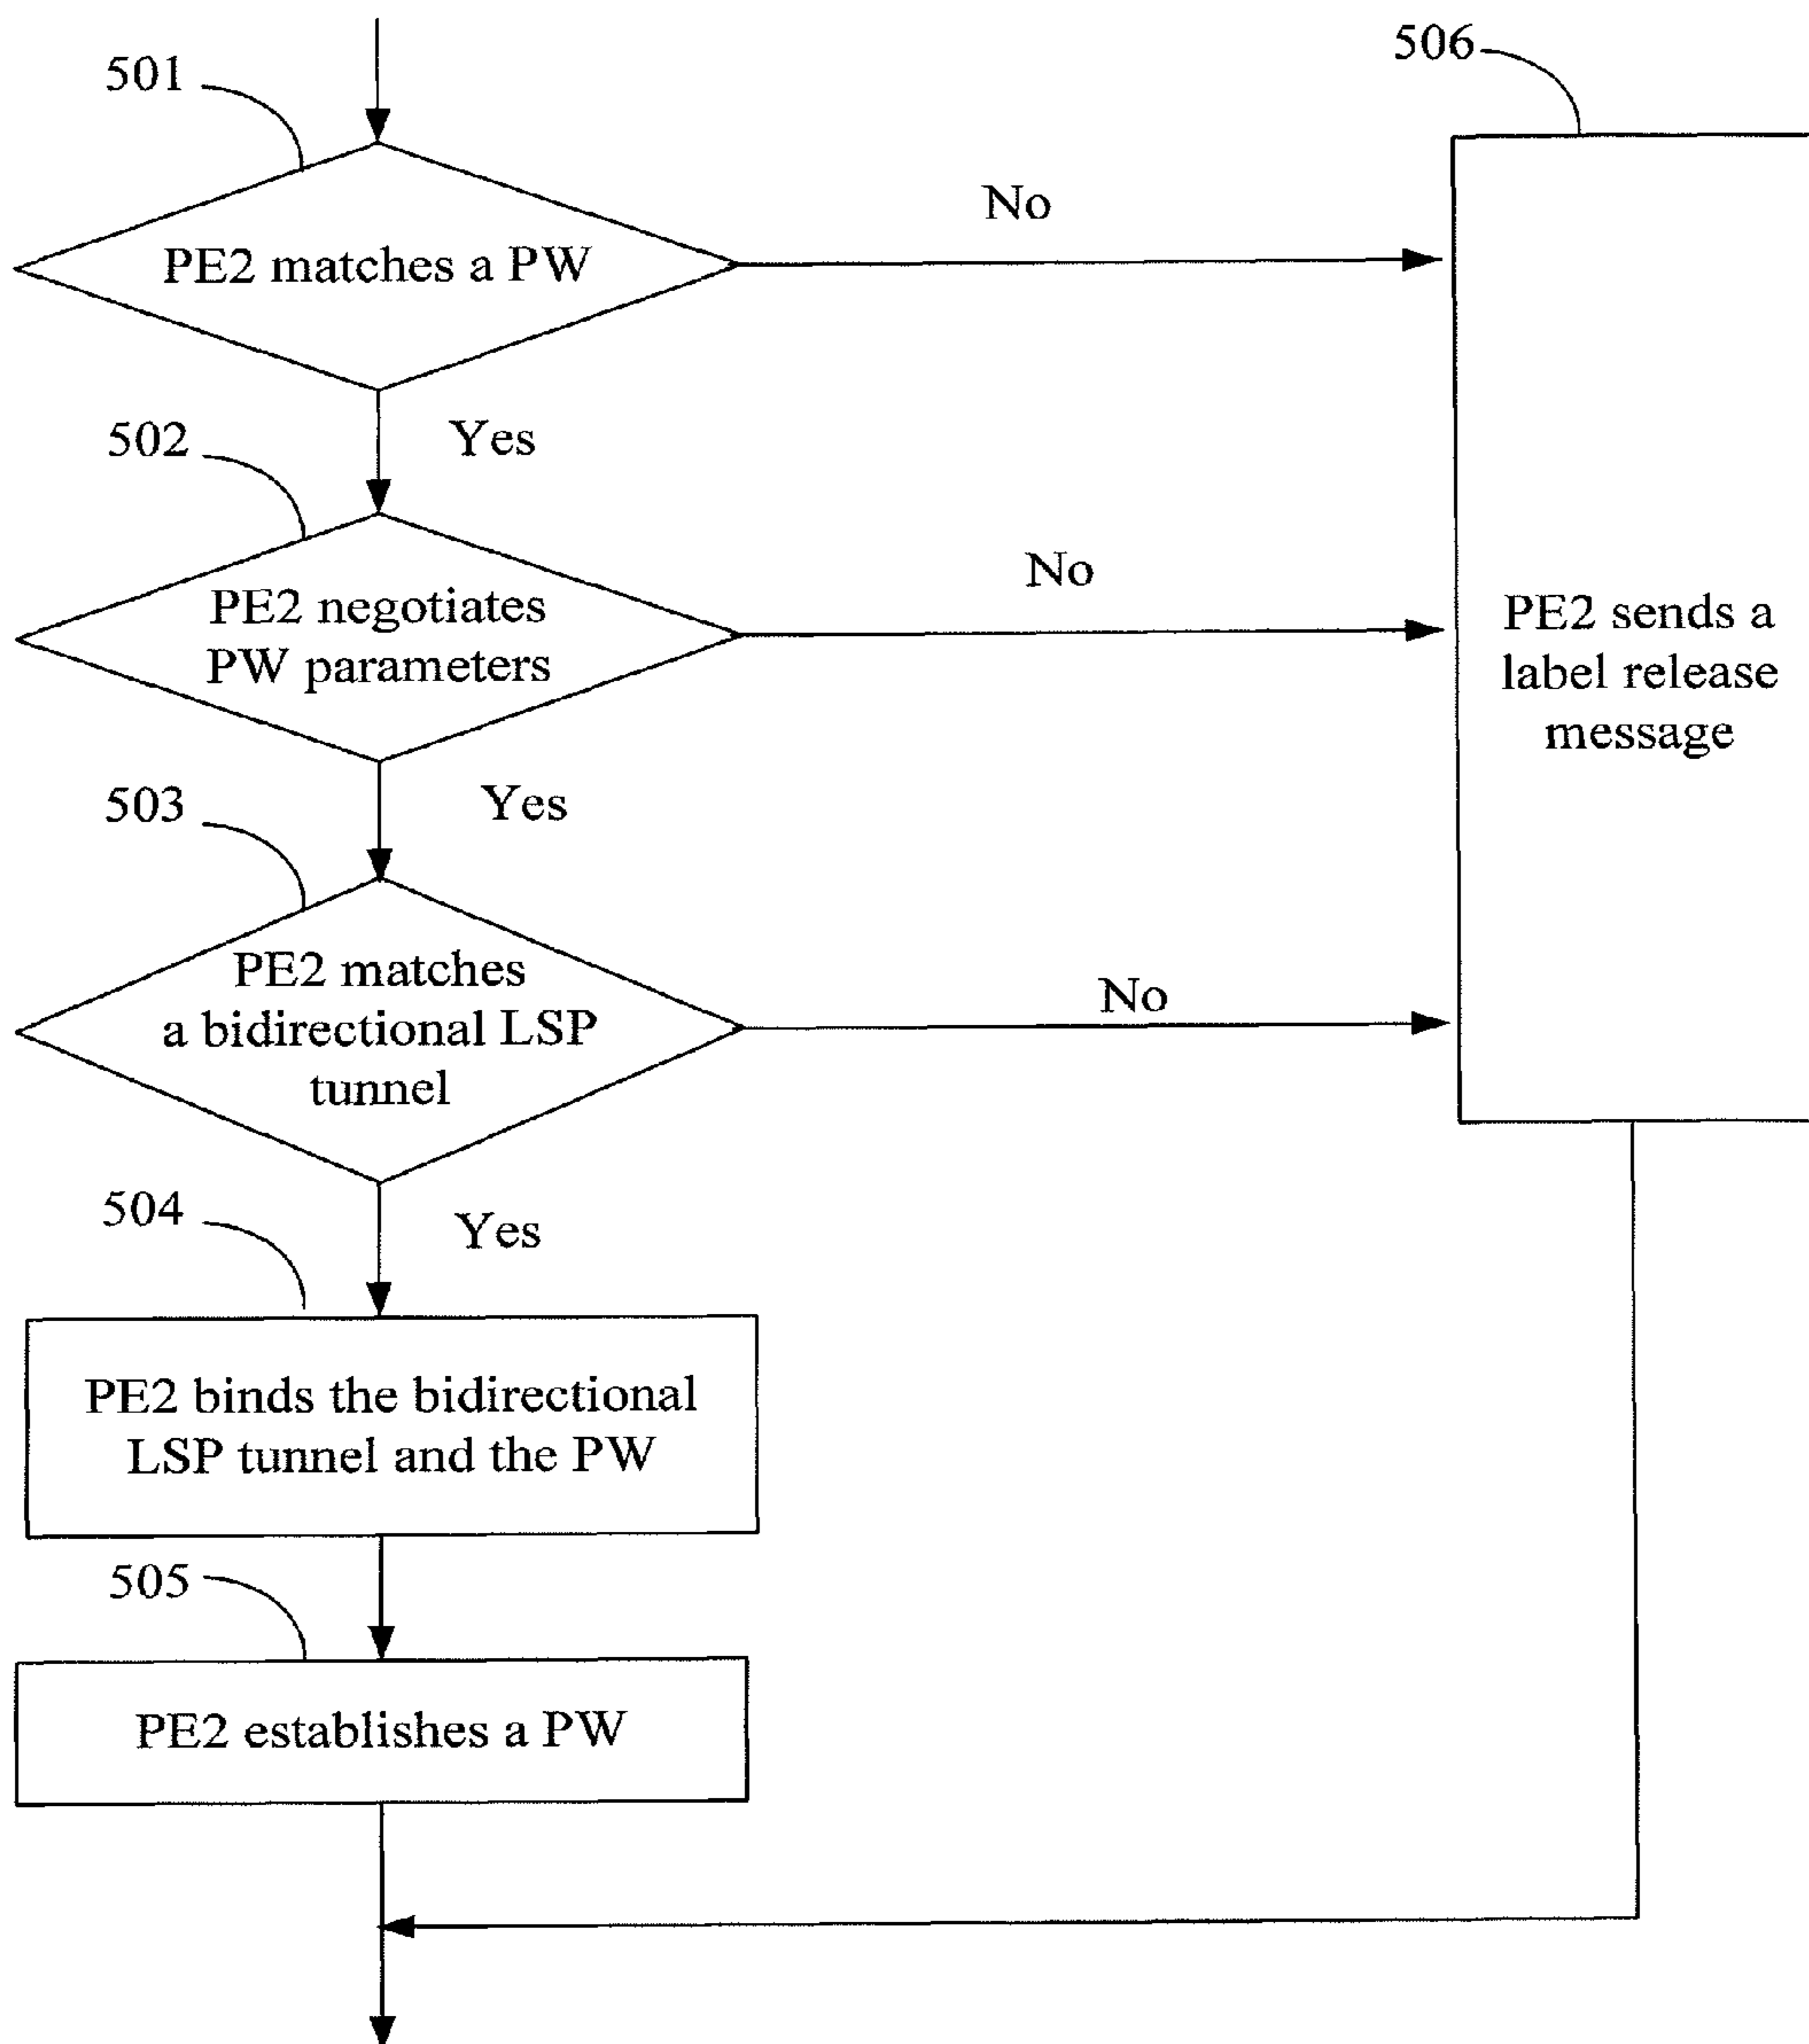 506
501
No
PE2 matches a PW
Yes
502
No
PE2 negotiates
PW parameters
PE2 sends a
label release
message
Yes
503
PE2 matches
a bidirectional LSP
tunnel
No
504
Yes
PE2 binds the bidirectional
LSP tunnel and the PW
505
PE2 establishes a PW